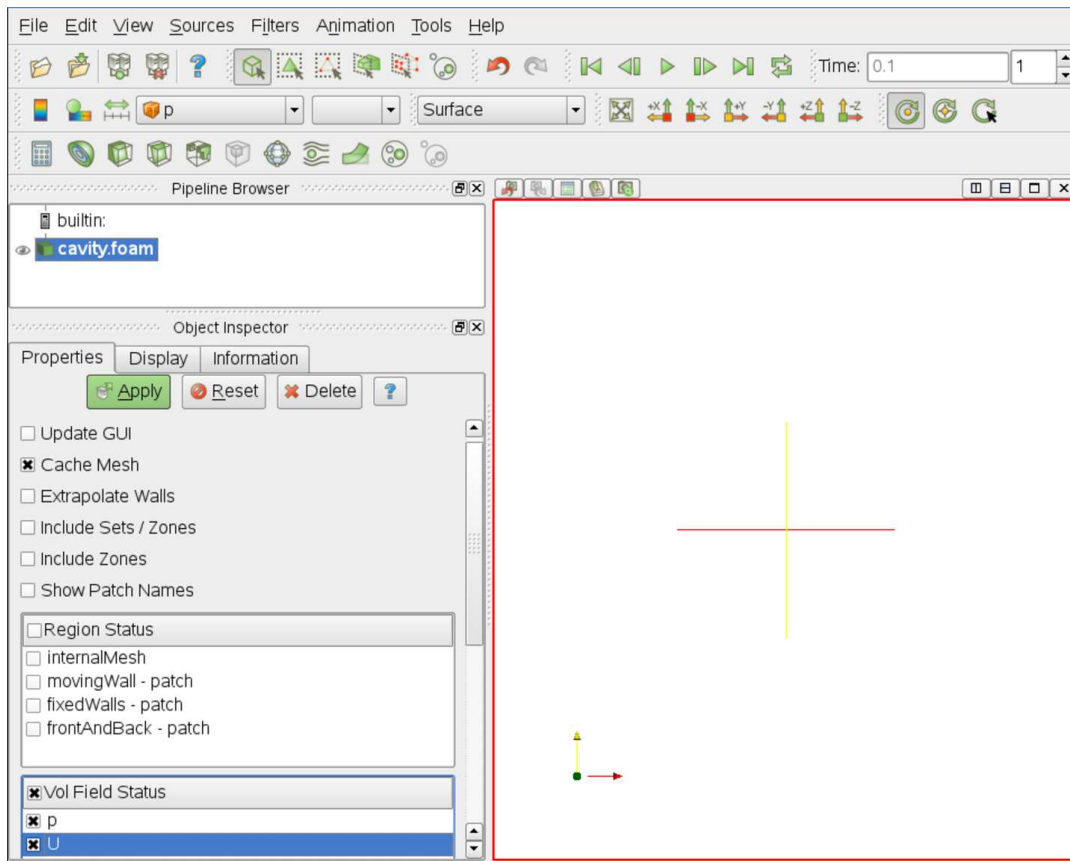 File Edit View Sources Filters Animation Tools Help
? Time: 0.1 1
p Surface +X -X +Y -Y +Z -Z
Pipeline Browser
builtin:
cavity.foam
Object Inspector
Properties Display Information
Apply Reset Delete ?
Update GUI
Cache Mesh
Extrapolate Walls
Include Sets / Zones
Include Zones
Show Patch Names
Region Status
internalMesh
movingWall - patch
fixedWalls - patch
frontAndBack - patch
Vol Field Status
p
U